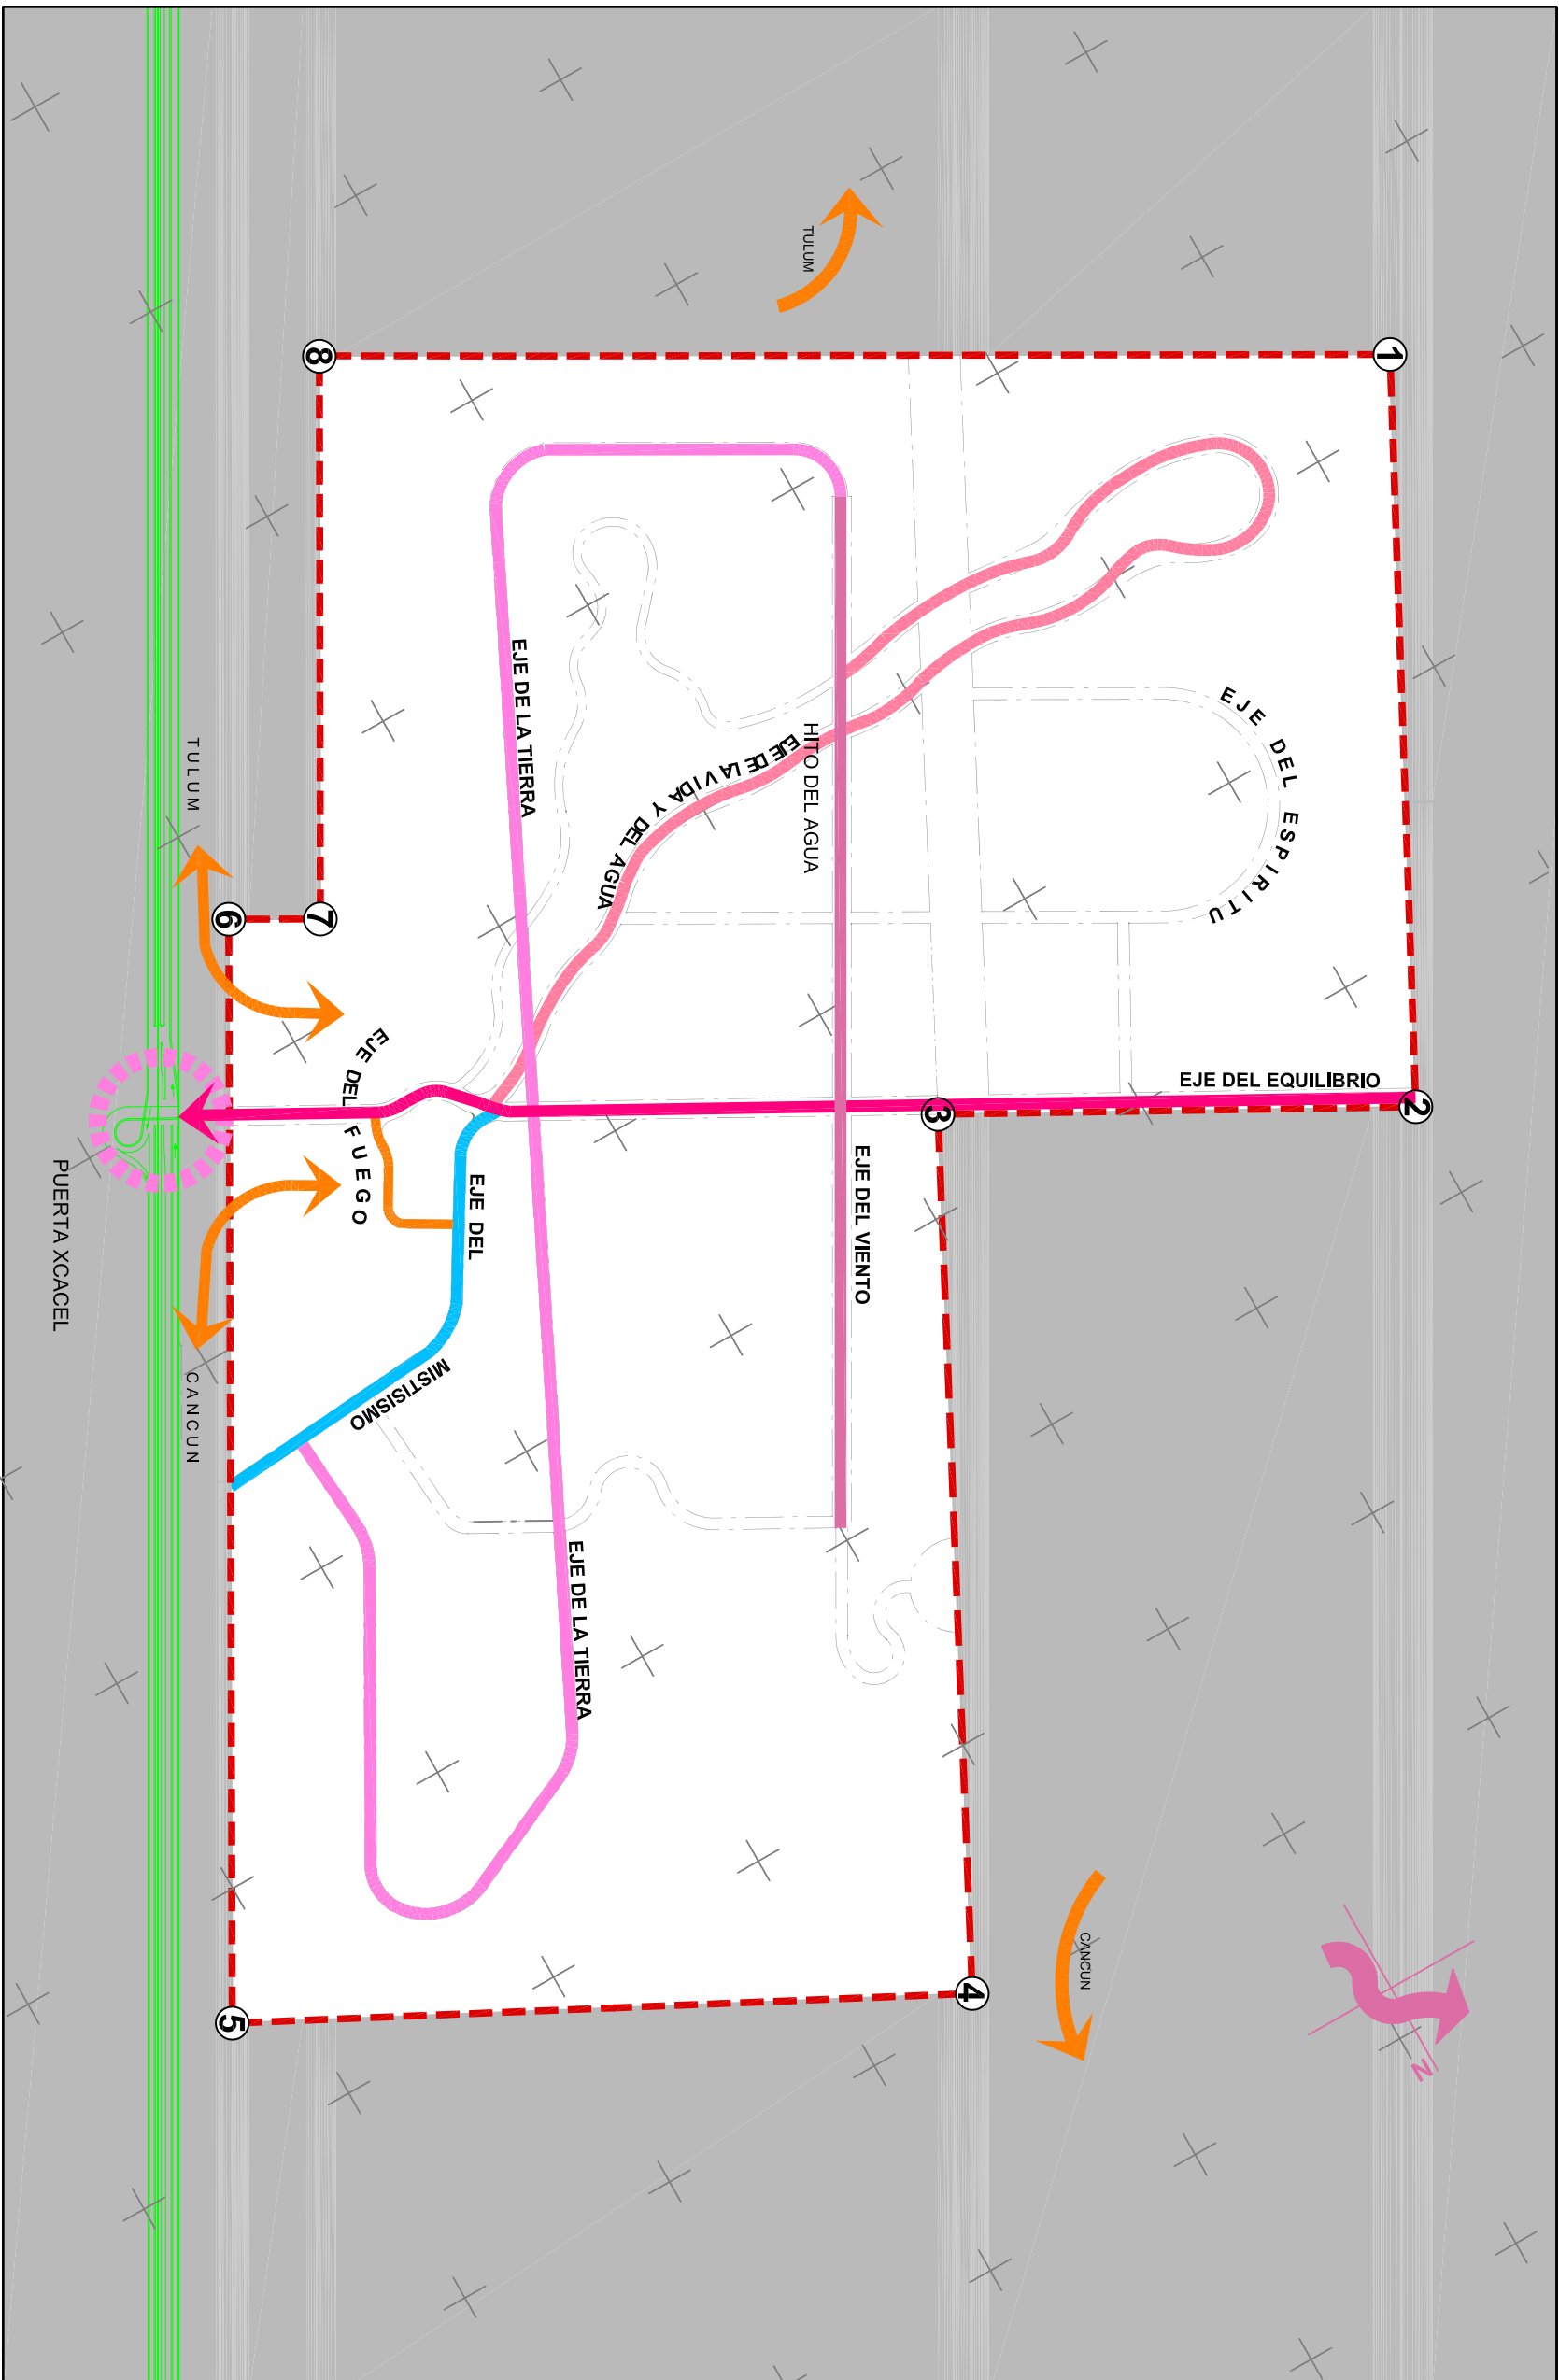 TULUM
8
1
EJE DE LA TIERRA
EJE DE LA VIDA Y DEL AGUA
HITO DEL AGUA
EJE DEL ESPIRITU
TULUM
6
7
EJE DEL FUEGO
EJE DEL EQUILIBRIO
3
2
PUERTA XCACEL
EJE DEL
MISTISISMO
EJE DEL VIENTO
CANCUN
EJE DE LA TIERRA
CANCUN
4
5
N